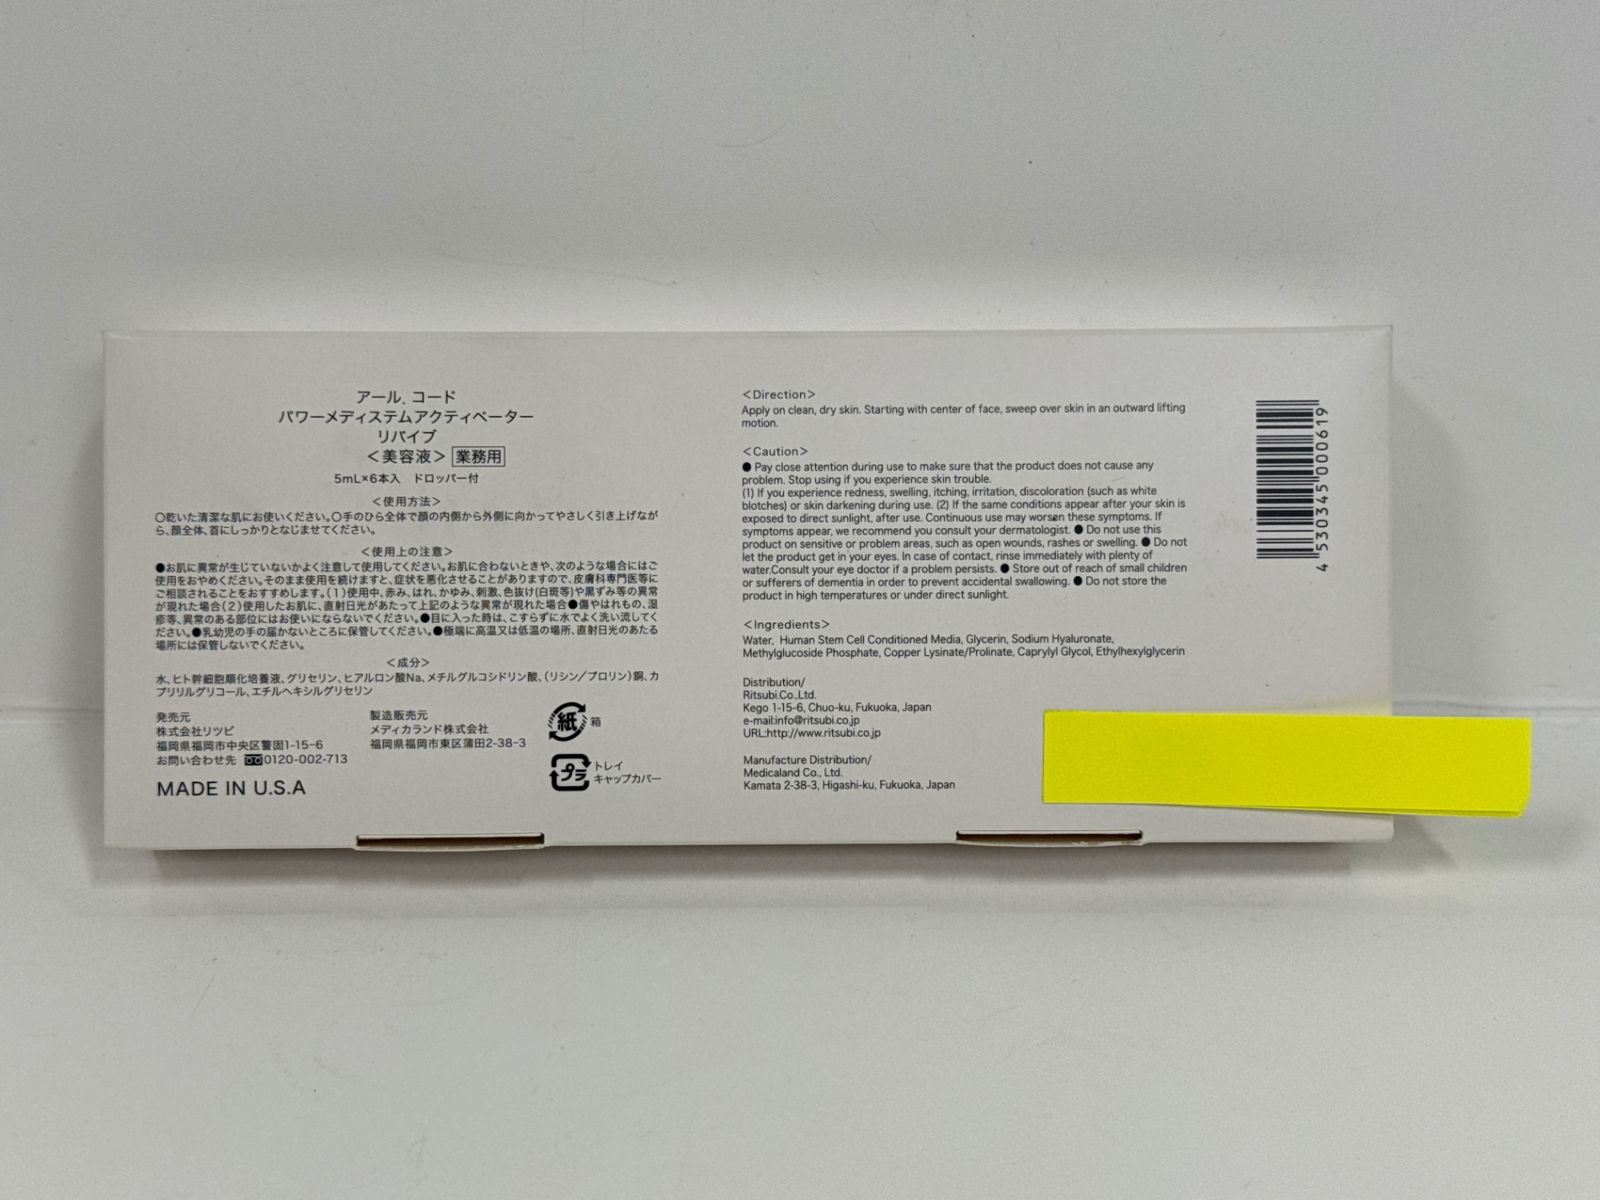 アール．コード
パワーメディステムアクティベーター
リバイブ
＜美容液＞ 業務用
5mL×6本入　ドロッパー付
＜使用方法＞
○乾いた清潔な肌にお使いください。○手のひら全体で顔の内側から外側に向かってやさしく引き上げなが
ら、顔全体、首にしっかりとなじませてください。
＜使用上の注意＞
●お肌に異常が生じていないかよく注意して使用してください。お肌に合わないときや、次のような場合にはご
使用をおやめください。そのまま使用を続けますと、症状を悪化させることがありますので、皮膚科専門医等に
ご相談されることをおすすめします。（1）使用中、赤み、はれ、かゆみ、刺激、色抜け(白斑等)や黒ずみ等の異常
が現れた場合（2）使用したお肌に、直射日光があたって上記のような異常が現れた場合●傷やはれもの、湿
疹等、異常のある部位にはお使いにならないでください。●目に入った時は、こすらずに水でよく洗い流してく
ださい。●乳幼児の手の届かないところに保管してください。●極端に高温又は低温の場所、直射日光のあたる
場所には保管しないでください。
＜成分＞
水、ヒト幹細胞順化培養液、グリセリン、ヒアルロン酸Na、メチルグルコシドリン酸、（リシン／プロリン）銅、カ
プリリルグリコール、エチルヘキシルグリセリン
発売元
株式会社リツビ
福岡県福岡市中央区警固1-15-6
お問い合わせ先 0120-002-713
MADE IN U.S.A
製造販売元
メディカランド株式会社
福岡県福岡市東区蒲田2-38-3
紙 箱
プラ トレイ
キャップカバー
＜Direction＞
Apply on clean, dry skin. Starting with center of face, sweep over skin in an outward lifting
motion.
＜Caution＞
● Pay close attention during use to make sure that the product does not cause any
problem. Stop using if you experience skin trouble.
(1) If you experience redness, swelling, itching, irritation, discoloration (such as white
blotches) or skin darkening during use. (2) If the same conditions appear after your skin is
exposed to direct sunlight, after use. Continuous use may worsen these symptoms. If
symptoms appear, we recommend you consult your dermatologist. ● Do not use this
product on sensitive or problem areas, such as open wounds, rashes or swelling. ● Do not
let the product get in your eyes. In case of contact, rinse immediately with plenty of
water.Consult your eye doctor if a problem persists. ● Store out of reach of small children
or sufferers of dementia in order to prevent accidental swallowing. ● Do not store the
product in high temperatures or under direct sunlight.
＜Ingredients＞
Water, Human Stem Cell Conditioned Media, Glycerin, Sodium Hyaluronate,
Methylglucoside Phosphate, Copper Lysinate/Prolinate, Caprylyl Glycol, Ethylhexylglycerin
Distribution/
Ritsubi.Co.,Ltd.
Kego 1-15-6, Chuo-ku, Fukuoka, Japan
e-mail:info@ritsubi.co.jp
URL:http://www.ritsubi.co.jp
Manufacture Distribution/
Medicaland Co., Ltd.
Kamata 2-38-3, Higashi-ku, Fukuoka, Japan
4 530345 000619